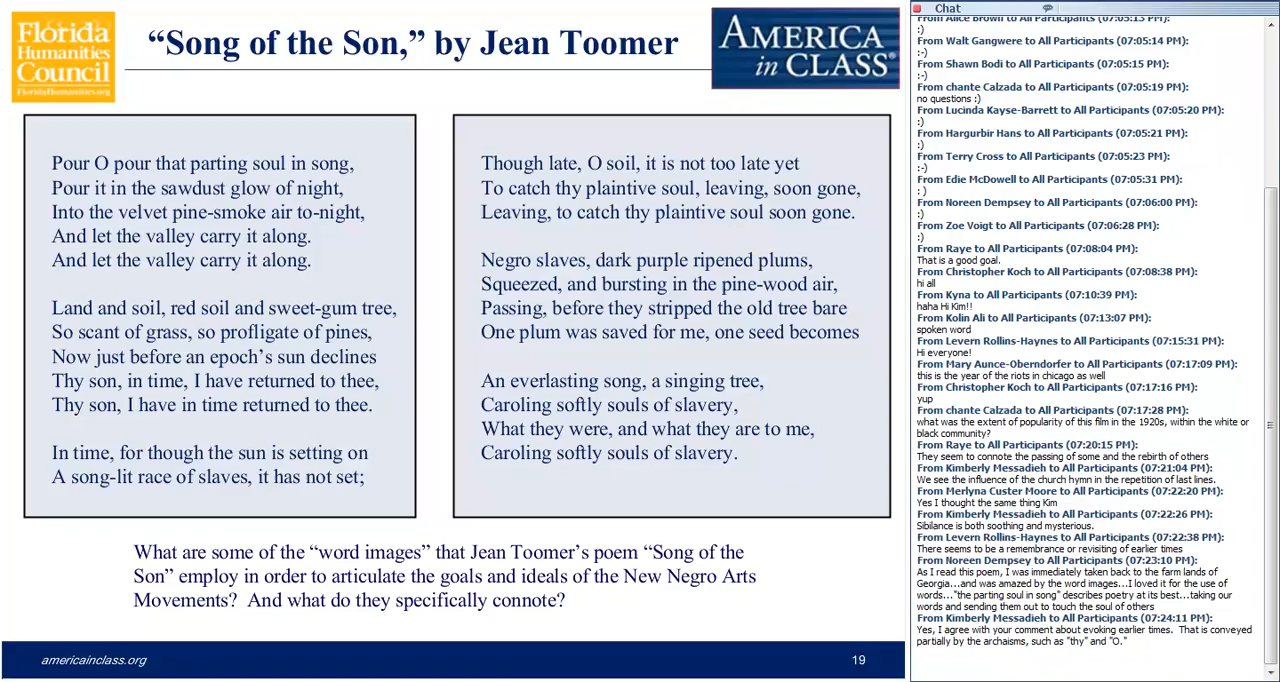 Florida
Humanities
Council
FloridaHumanities.org
“Song of the Son,” by Jean Toomer
AMERICA
in CLASS®
Pour O pour that parting soul in song,
Pour it in the sawdust glow of night,
Into the velvet pine-smoke air to-night,
And let the valley carry it along.
And let the valley carry it along.
Land and soil, red soil and sweet-gum tree,
So scant of grass, so profligate of pines,
Now just before an epoch’s sun declines
Thy son, in time, I have returned to thee,
Thy son, I have in time returned to thee.
In time, for though the sun is setting on
A song-lit race of slaves, it has not set;
Though late, O soil, it is not too late yet
To catch thy plaintive soul, leaving, soon gone,
Leaving, to catch thy plaintive soul soon gone.
Negro slaves, dark purple ripened plums,
Squeezed, and bursting in the pine-wood air,
Passing, before they stripped the old tree bare
One plum was saved for me, one seed becomes
An everlasting song, a singing tree,
Caroling softly souls of slavery,
What they were, and what they are to me,
Caroling softly souls of slavery.
What are some of the “word images” that Jean Toomer’s poem “Song of the
Son” employ in order to articulate the goals and ideals of the New Negro Arts
Movements? And what do they specifically connote?
americainclass.org
19
Chat
From Alice Brown to All Participants (07:05:13 PM):
:)
From Walt Gangwere to All Participants (07:05:14 PM):
:-)
From Shawn Bodi to All Participants (07:05:15 PM):
:-)
From chante Calzada to All Participants (07:05:19 PM):
no questions :)
From Lucinda Kayse-Barrett to All Participants (07:05:20 PM):
:)
From Hargurbir Hans to All Participants (07:05:21 PM):
:)
From Terry Cross to All Participants (07:05:23 PM):
:-)
From Edie McDowell to All Participants (07:05:31 PM):
: )
From Noreen Dempsey to All Participants (07:06:00 PM):
:)
From Zoe Voigt to All Participants (07:06:28 PM):
:)
From Raye to All Participants (07:08:04 PM):
That is a good goal.
From Christopher Koch to All Participants (07:08:38 PM):
hi all
From Kyna to All Participants (07:10:39 PM):
haha Hi Kim!!
From Kolin Ali to All Participants (07:13:07 PM):
spoken word
From Levern Rollins-Haynes to All Participants (07:15:31 PM):
Hi everyone!
From Mary Aunce-Oberndorfer to All Participants (07:17:09 PM):
this is the year of the riots in chicago as well
From Christopher Koch to All Participants (07:17:16 PM):
yup
From chante Calzada to All Participants (07:17:28 PM):
what was the extent of popularity of this film in the 1920s, within the white or
black community?
From Raye to All Participants (07:20:15 PM):
They seem to connote the passing of some and the rebirth of others
From Kimberly Messadieh to All Participants (07:21:04 PM):
We see the influence of the church hymn in the repetition of last lines.
From Merlyna Custer Moore to All Participants (07:22:20 PM):
Yes I thought the same thing Kim
From Kimberly Messadieh to All Participants (07:22:26 PM):
Sibilance is both soothing and mysterious.
From Levern Rollins-Haynes to All Participants (07:22:38 PM):
There seems to be a remembrance or revisiting of earlier times
From Noreen Dempsey to All Participants (07:23:10 PM):
As I read this poem, I was immediately taken back to the farm lands of
Georgia...and was amazed by the word images...I loved it for the use of
words..."the parting soul in song" describes poetry at its best...taking our
words and sending them out to touch the soul of others
From Kimberly Messadieh to All Participants (07:24:11 PM):
Yes, I agree with your comment about evoking earlier times. That is conveyed
partially by the archaisms, such as "thy" and "O."